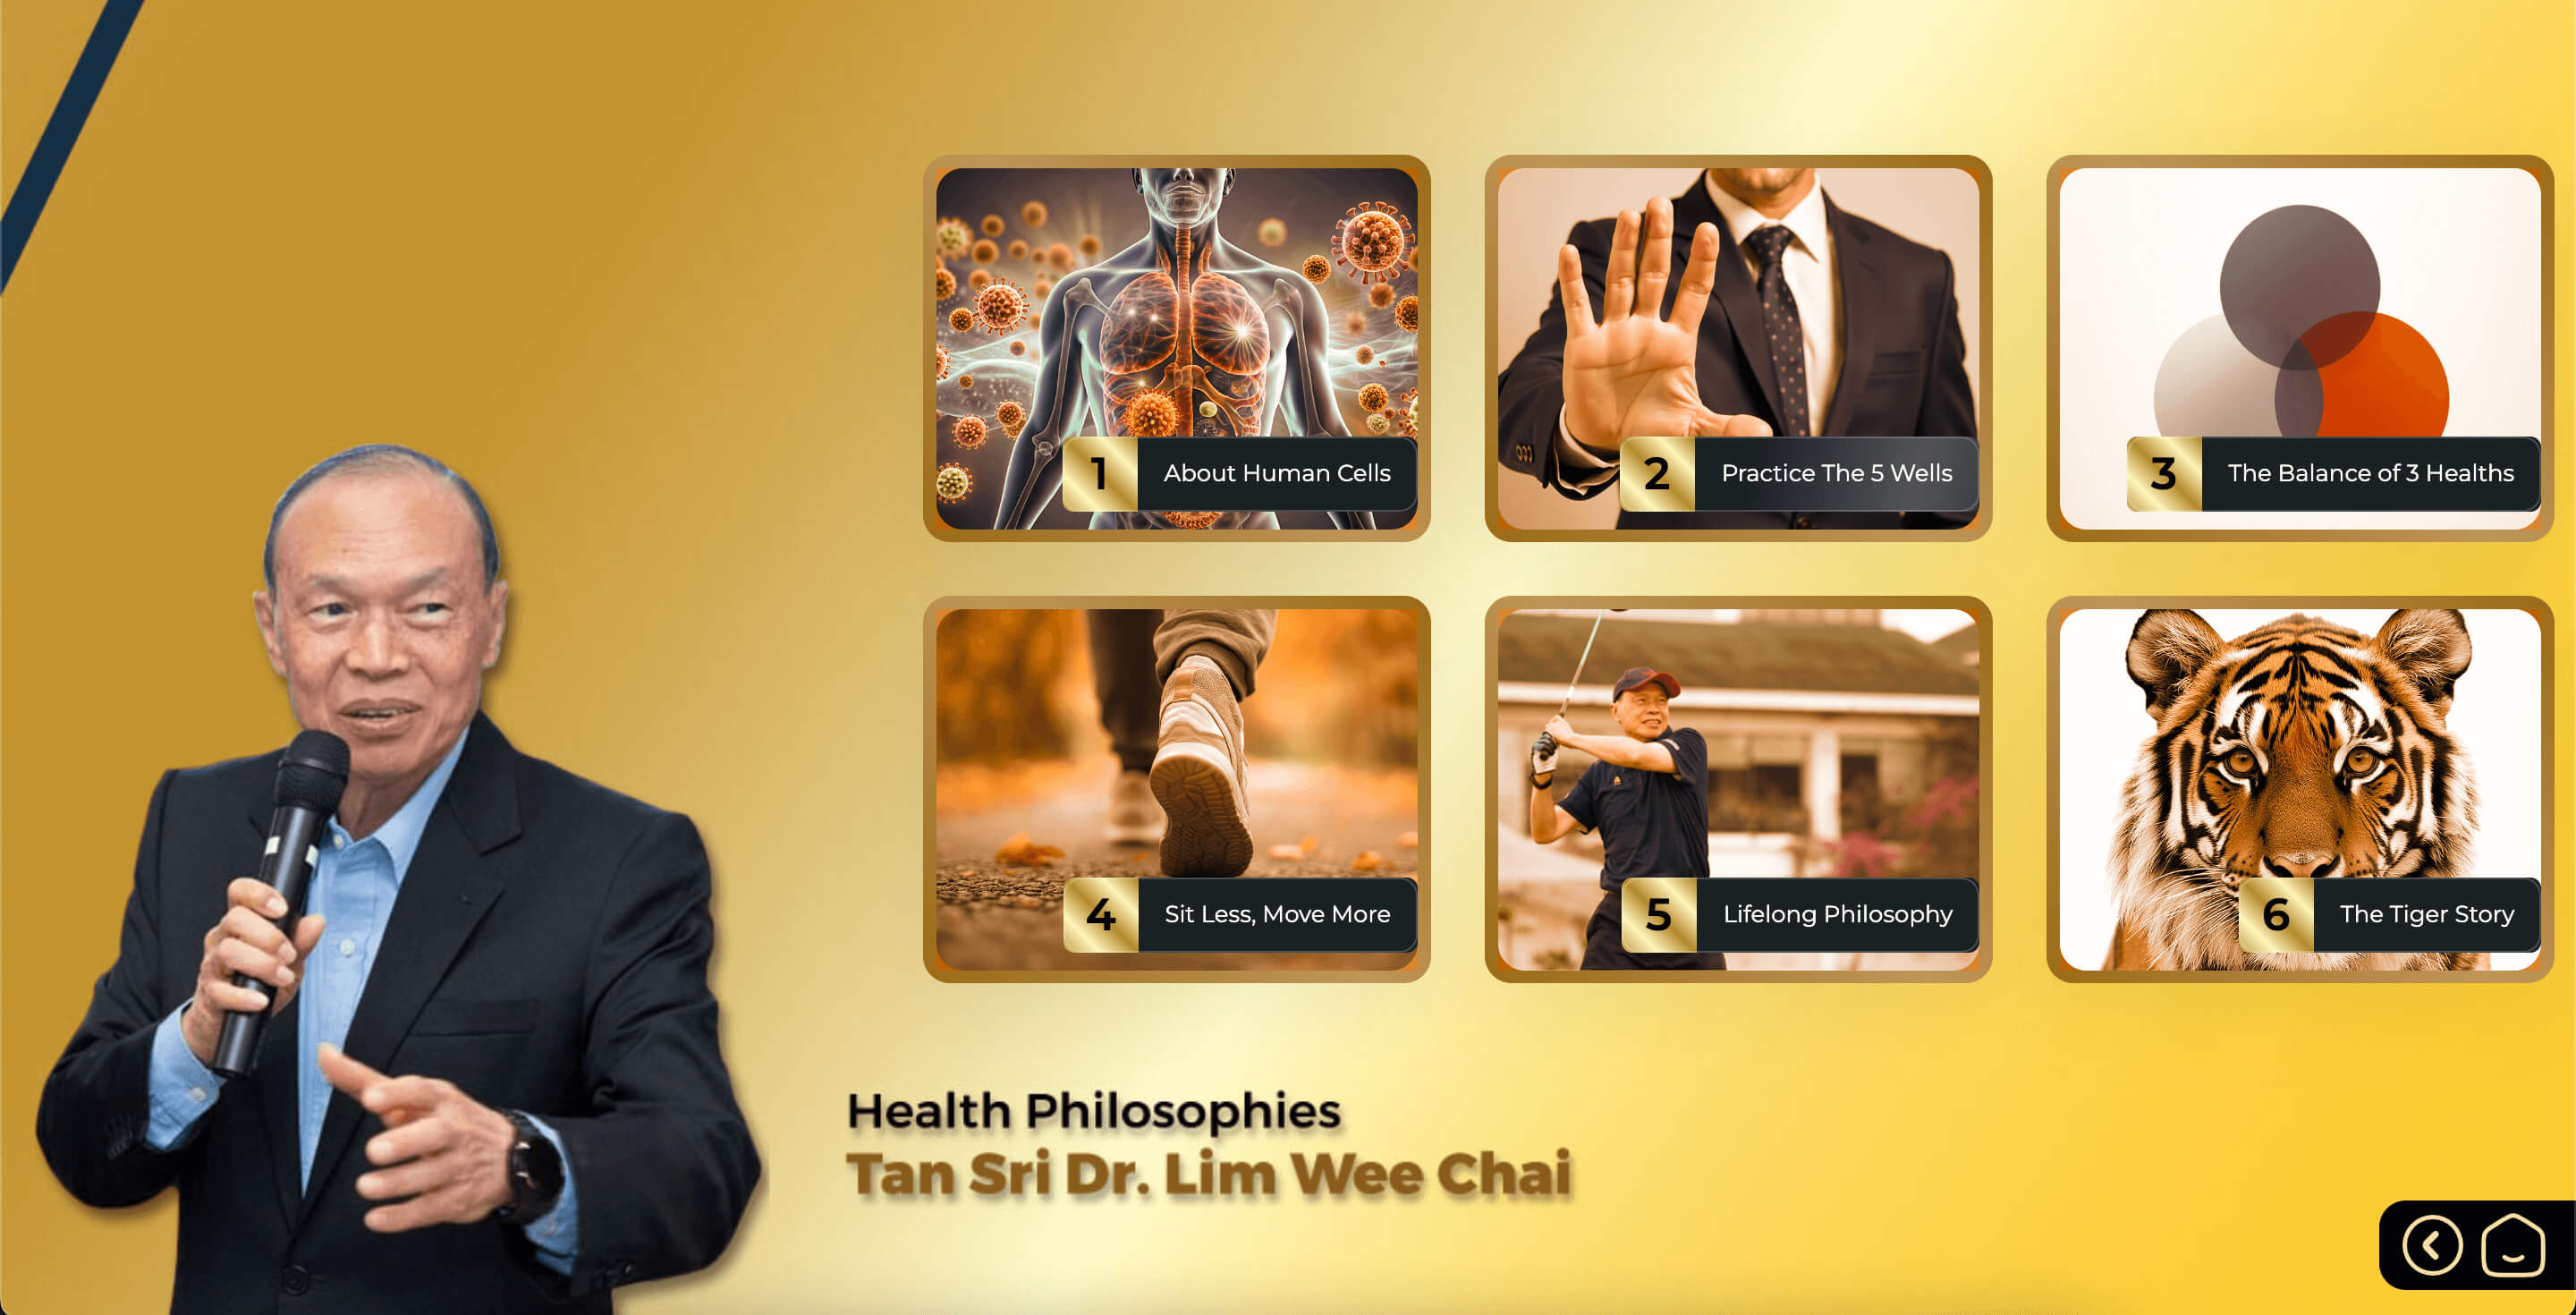 1 About Human Cells
2 Practice The 5 Wells
3 The Balance of 3 Healths
4 Sit Less, Move More
5 Lifelong Philosophy
6 The Tiger Story
Health Philosophies
Tan Sri Dr. Lim Wee Chai